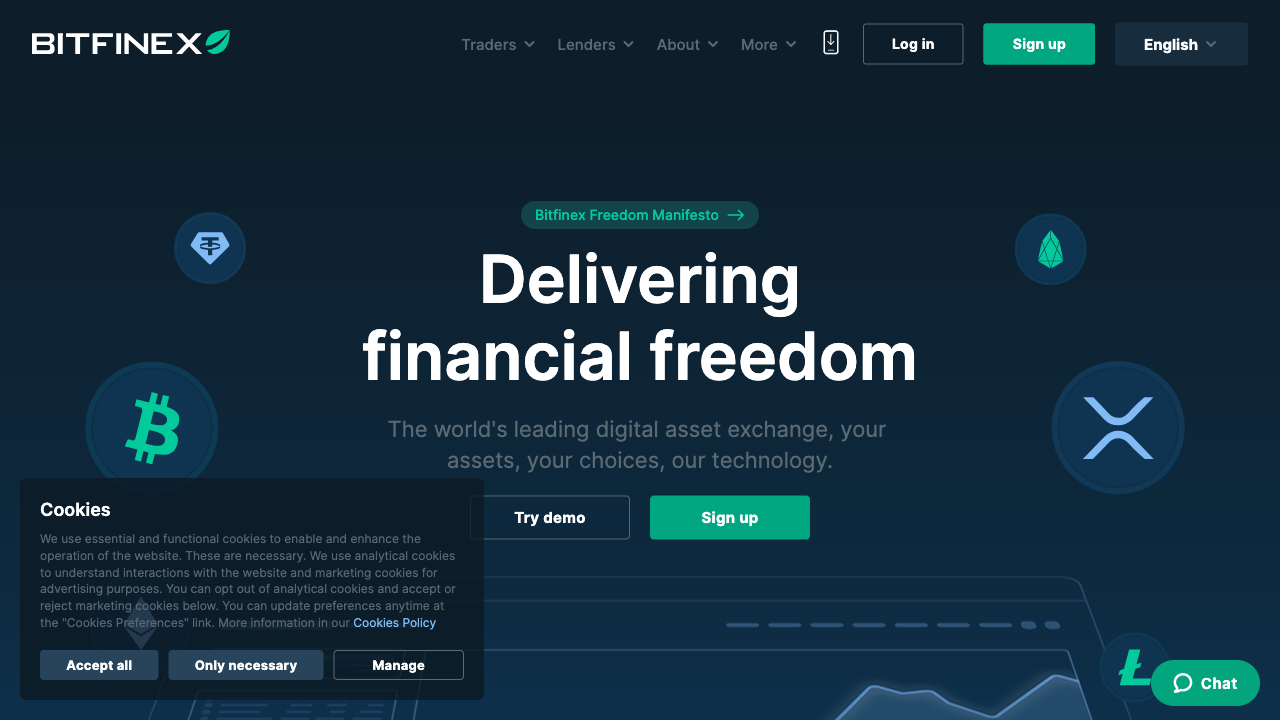 BITFINEX
Traders
Lenders
About
More
Log in
Sign up
English
Bitfinex Freedom Manifesto
Delivering
financial freedom
The world's leading digital asset exchange, your
assets, your choices, our technology.
Try demo
Sign up
Cookies
We use essential and functional cookies to enable and enhance the
operation of the website. These are necessary. We use analytical cookies
to understand interactions with the website and marketing cookies for
advertising purposes. You can opt out of analytical cookies and accept or
reject marketing cookies below. You can update preferences anytime at
the "Cookies Preferences" link. More information in our Cookies Policy
Accept all
Only necessary
Manage
Chat